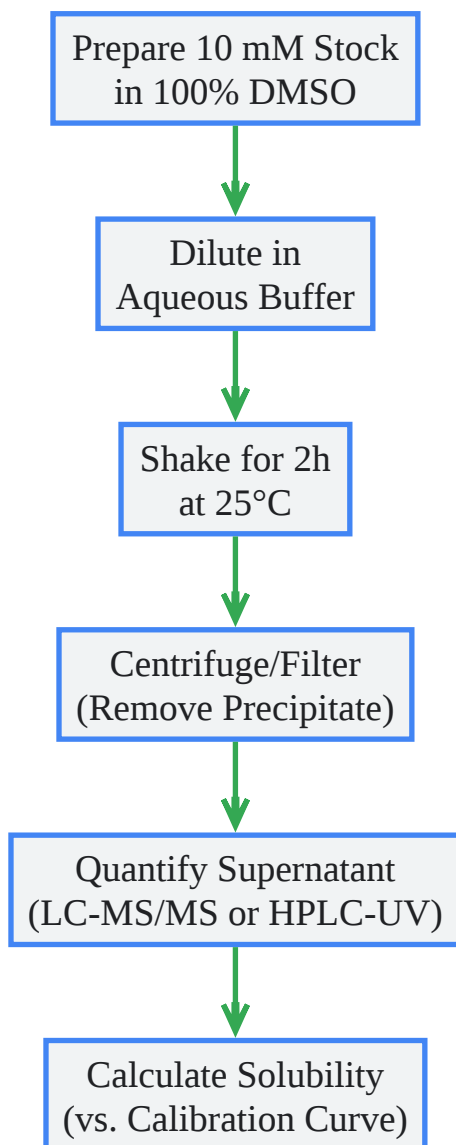 Prepare 10 mM Stock
in 100% DMSO
Dilute in
Aqueous Buffer
Shake for 2h
at 25°C
Centrifuge/Filter
(Remove Precipitate)
Quantify Supernatant
(LC-MS/MS or HPLC-UV)
Calculate Solubility
(vs. Calibration Curve)